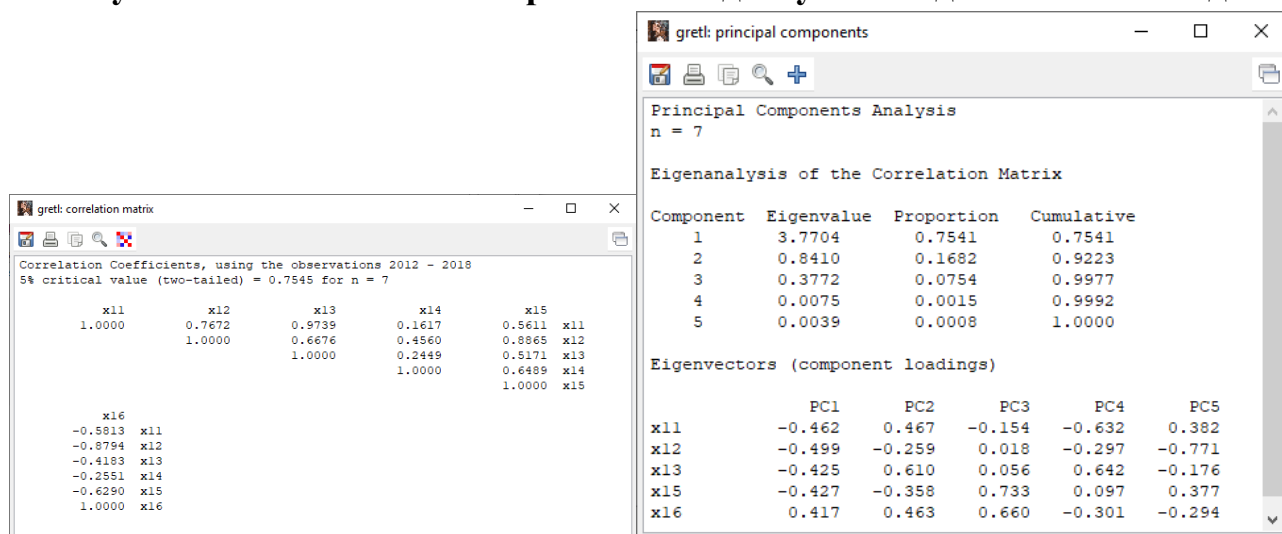 gretl: correlation matrix
Correlation Coefficients, using the observations 2012 - 2018
5% critical value (two-tailed) = 0.7545 for n = 7
x11 x12 x13 x14 x15
1.0000 0.7672 0.9739 0.1617 0.5611 x11
1.0000 0.6676 0.4560 0.8865 x12
1.0000 0.2449 0.5171 x13
1.0000 0.6489 x14
1.0000 x15
x16
-0.5813 x11
-0.8794 x12
-0.4183 x13
-0.2551 x14
-0.6290 x15
1.0000 x16
gretl: principal components
Principal Components Analysis
n = 7
Eigenanalysis of the Correlation Matrix
Component Eigenvalue Proportion Cumulative
1 3.7704 0.7541 0.7541
2 0.8410 0.1682 0.9223
3 0.3772 0.0754 0.9977
4 0.0075 0.0015 0.9992
5 0.0039 0.0008 1.0000
Eigenvectors (component loadings)
PC1 PC2 PC3 PC4 PC5
x11 -0.462 0.467 -0.154 -0.632 0.382
x12 -0.499 -0.259 0.018 -0.297 -0.771
x13 -0.425 0.610 0.056 0.642 -0.176
x15 -0.427 -0.358 0.733 0.097 0.377
x16 0.417 0.463 0.660 -0.301 -0.294